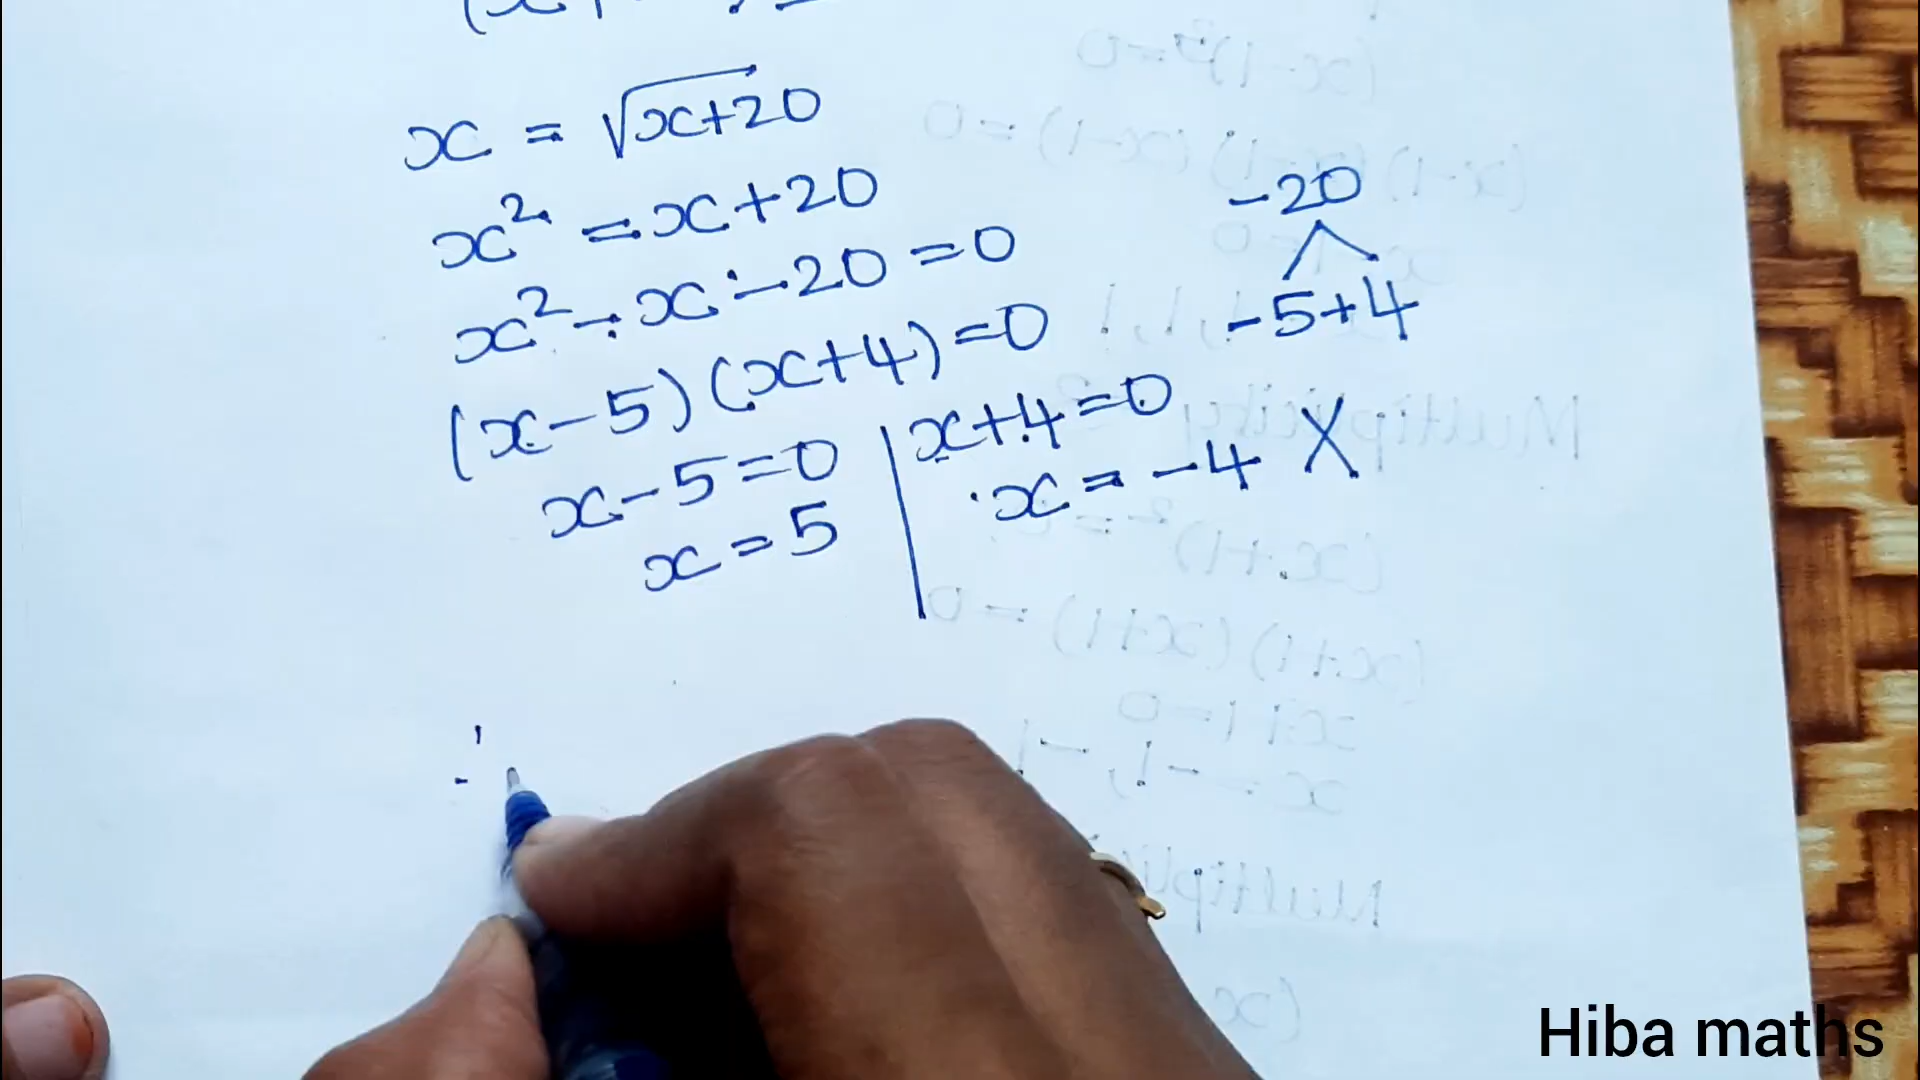 x = √x+20
x² = x+20
x² - x - 20 = 0
-20
-5+4
(x-5)(x+4)=0
x-5=0
x=5
x+4=0
x=-4 X
Hiba maths